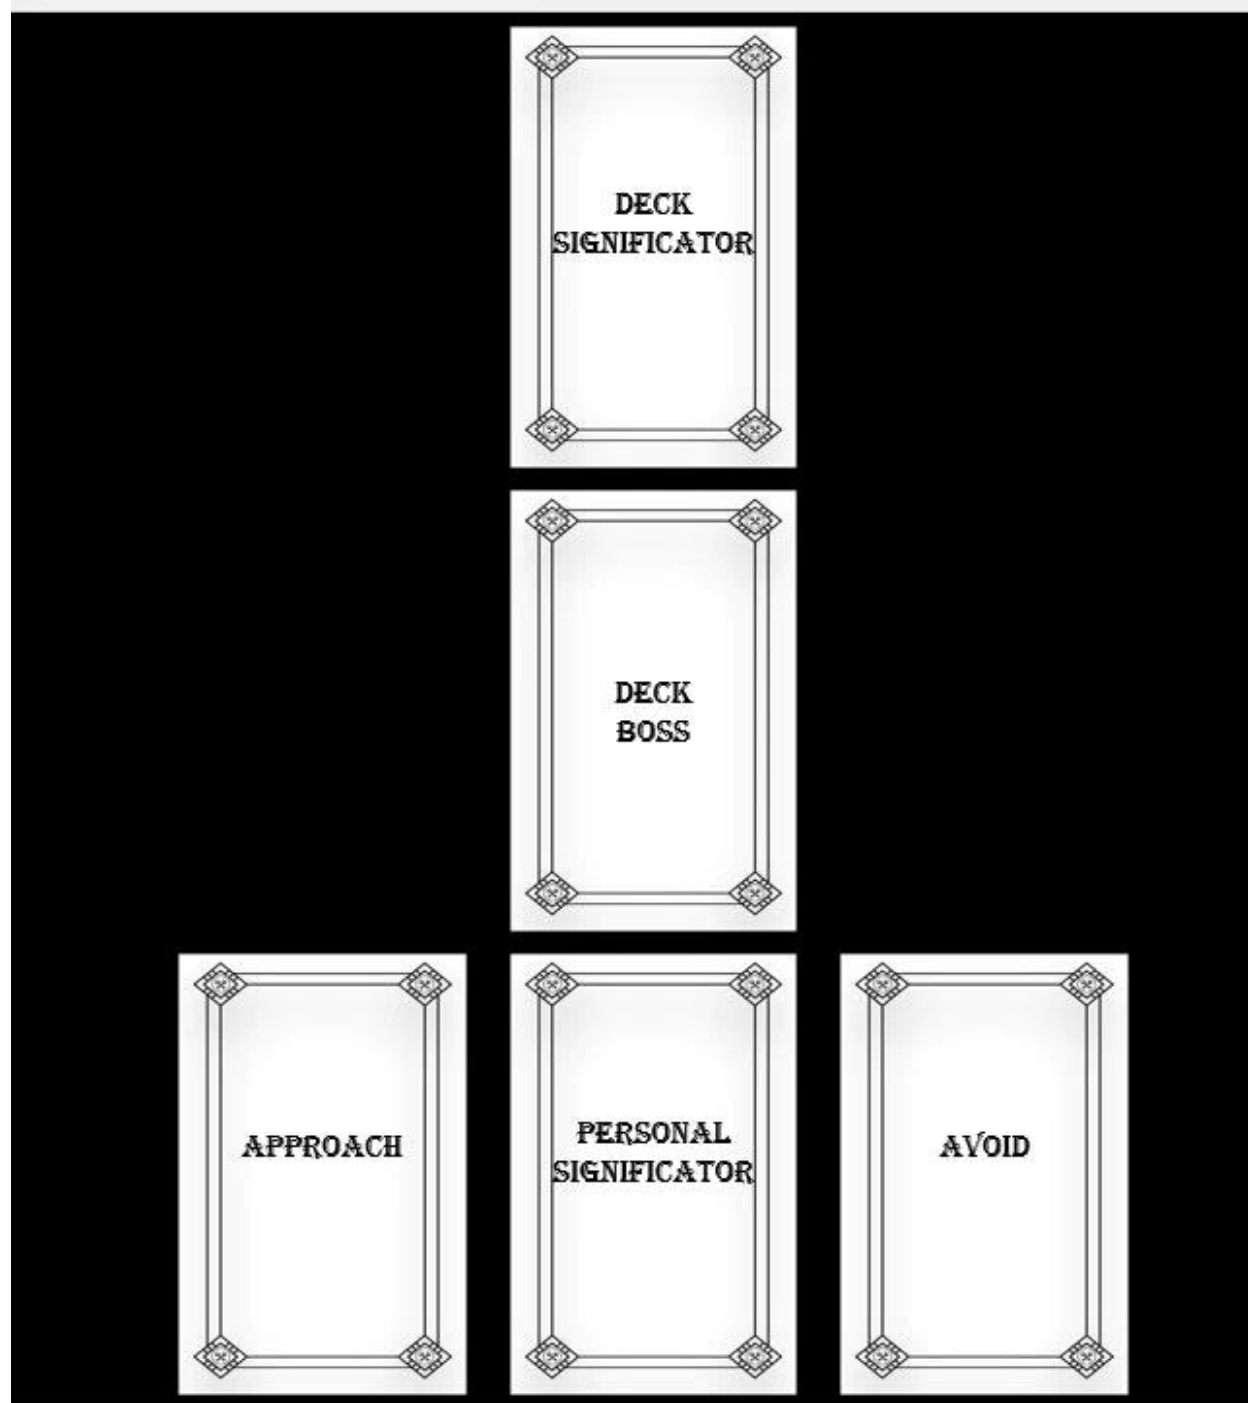 DECK
SIGNIFICATOR
DECK
BOSS
APPROACH
PERSONAL
SIGNIFICATOR
AVOID